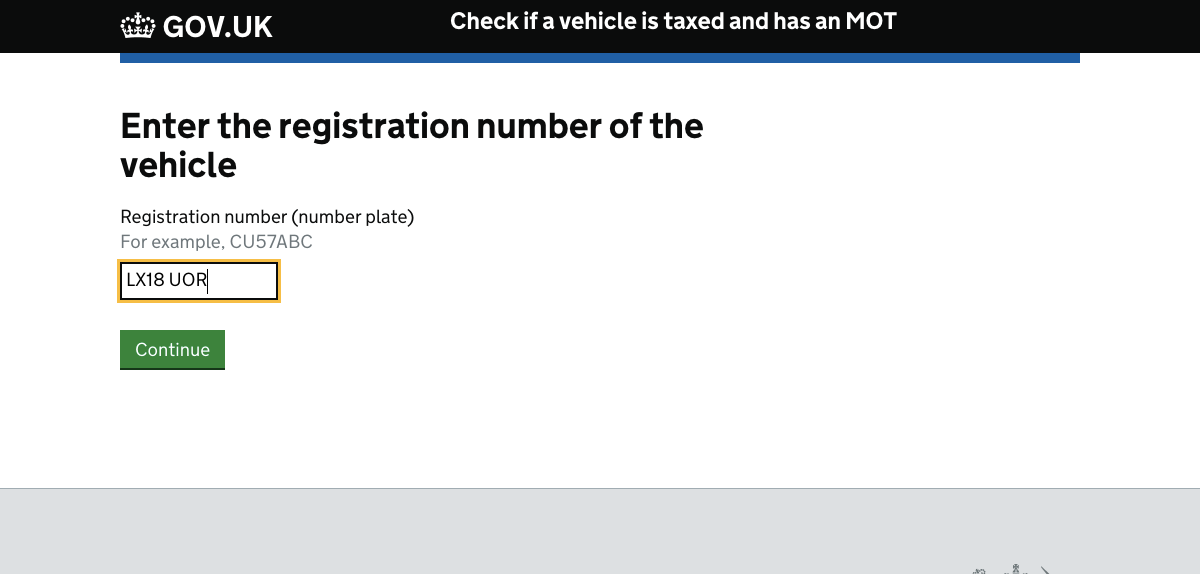 GOV.UK
Check if a vehicle is taxed and has an MOT
Enter the registration number of the
vehicle
Registration number (number plate)
For example, CU57ABC
LX18 UOR
Continue